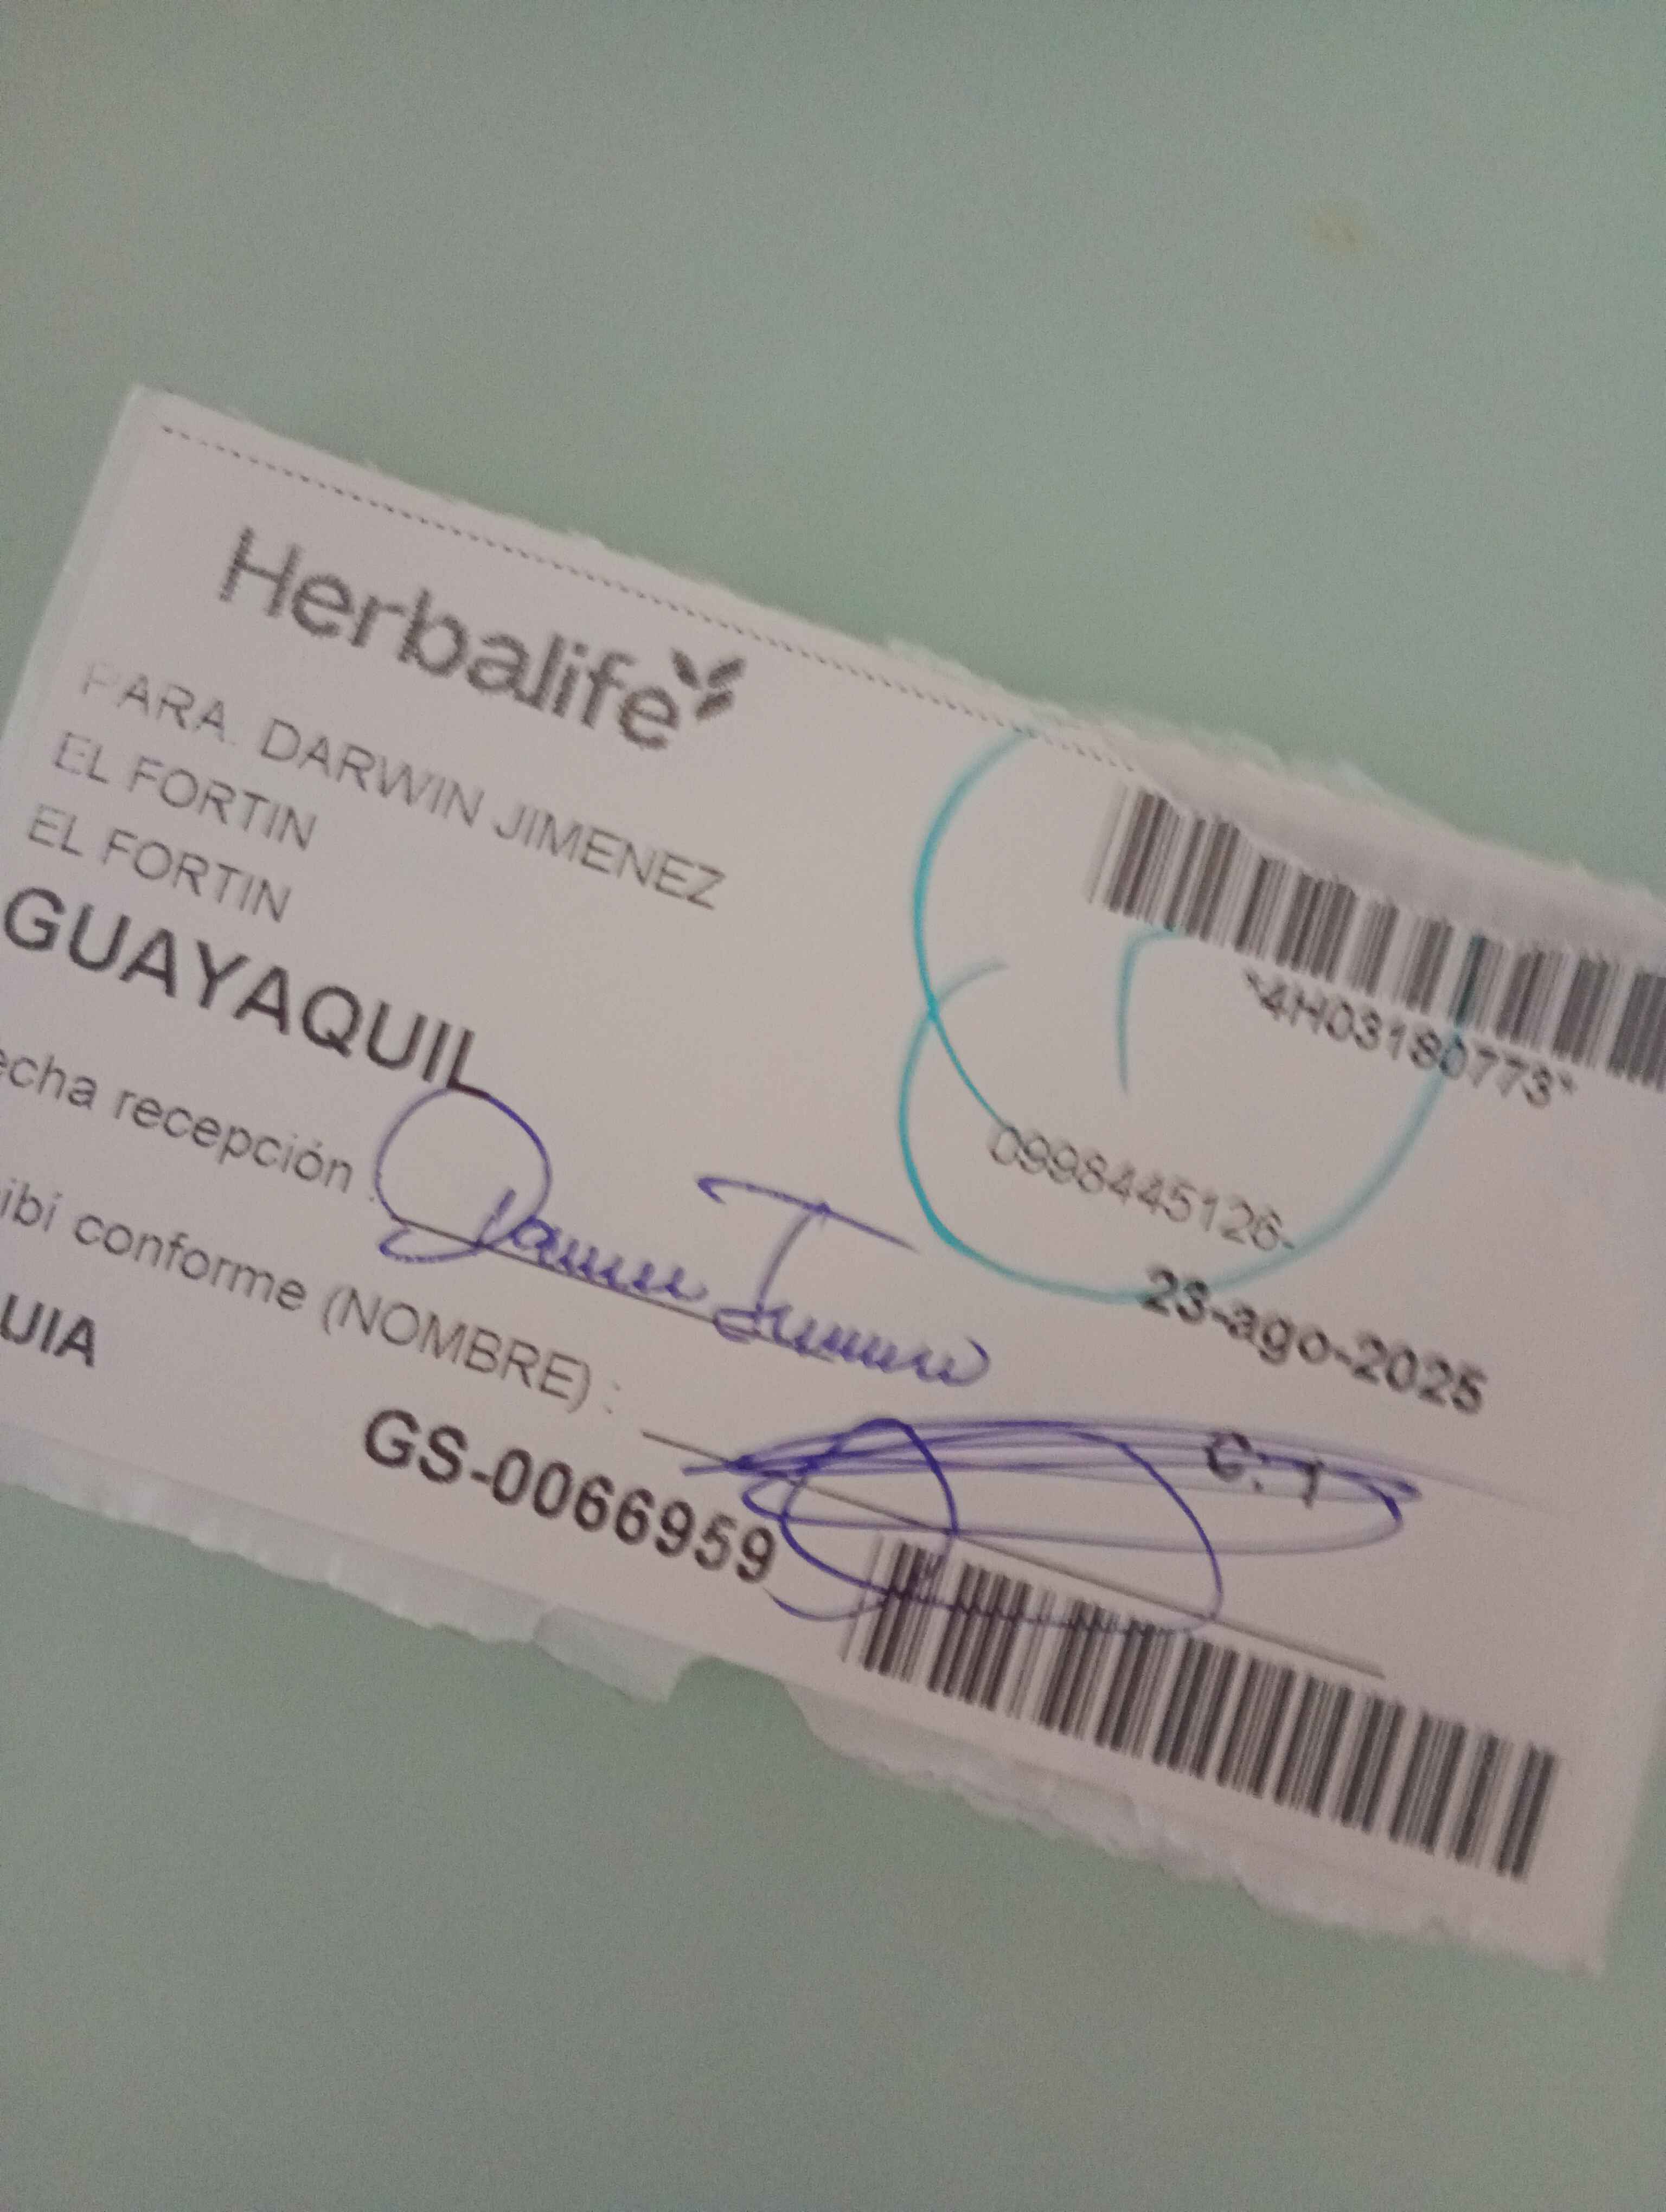 Herbalife
PARA. DARWIN JIMENEZ
EL FORTIN
EL FORTIN
GUAYAQUIL
*4H03180773*
0998445126-
23-ago-2025
echa recepción :
ibí conforme (NOMBRE) :
C.I
UIA
GS-0066959